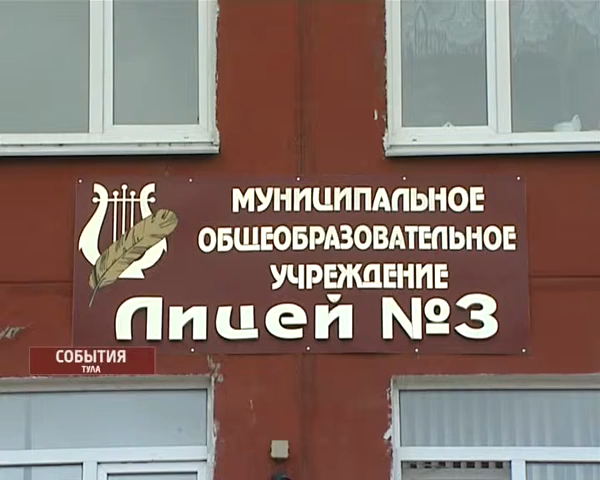 МУНИЦИПАЛЬНОЕ
ОБЩЕОБРАЗОВАТЕЛЬНОЕ
УЧРЕЖДЕНИЕ
Лицей №3
СОБЫТИЯ
ТУЛА